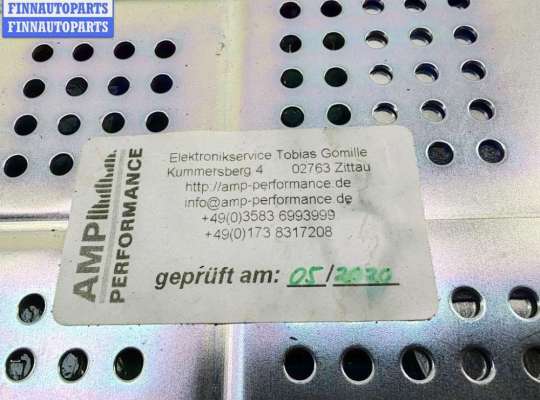 FINNAUTOPARTS
FINNAUTOPARTS
AMP
PERFORMANCE
Elektronikservice Tobias Gomille
Kummersberg 4 02763 Zittau
http://amp-performance.de
info@amp-performance.de
+49(0)3583 6993999
+49(0)173 8317208
geprüft am: 05/2020